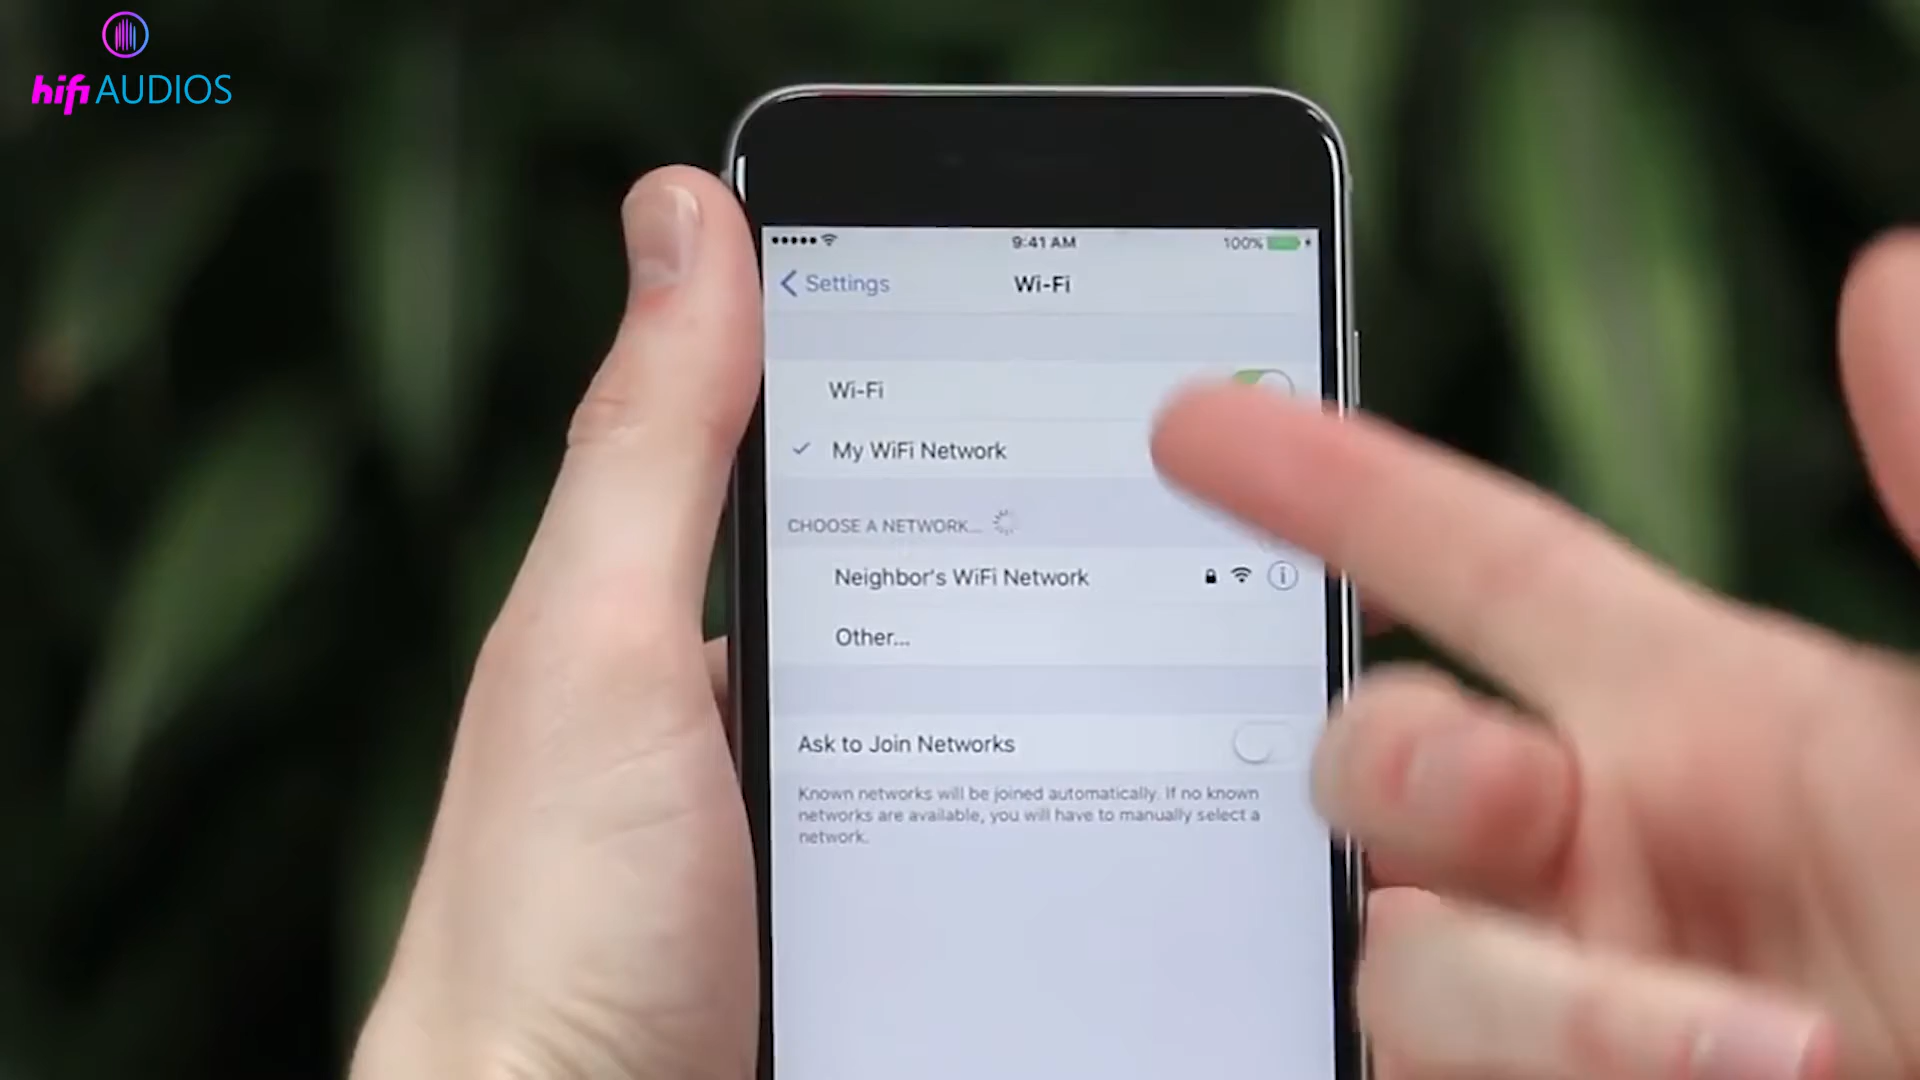 hifi AUDIOS
9:41 AM
100%
Settings
Wi-Fi
Wi-Fi
My WiFi Network
CHOOSE A NETWORK...
Neighbor's WiFi Network
Other...
Ask to Join Networks
Known networks will be joined automatically. If no known
networks are available, you will have to manually select a
network.